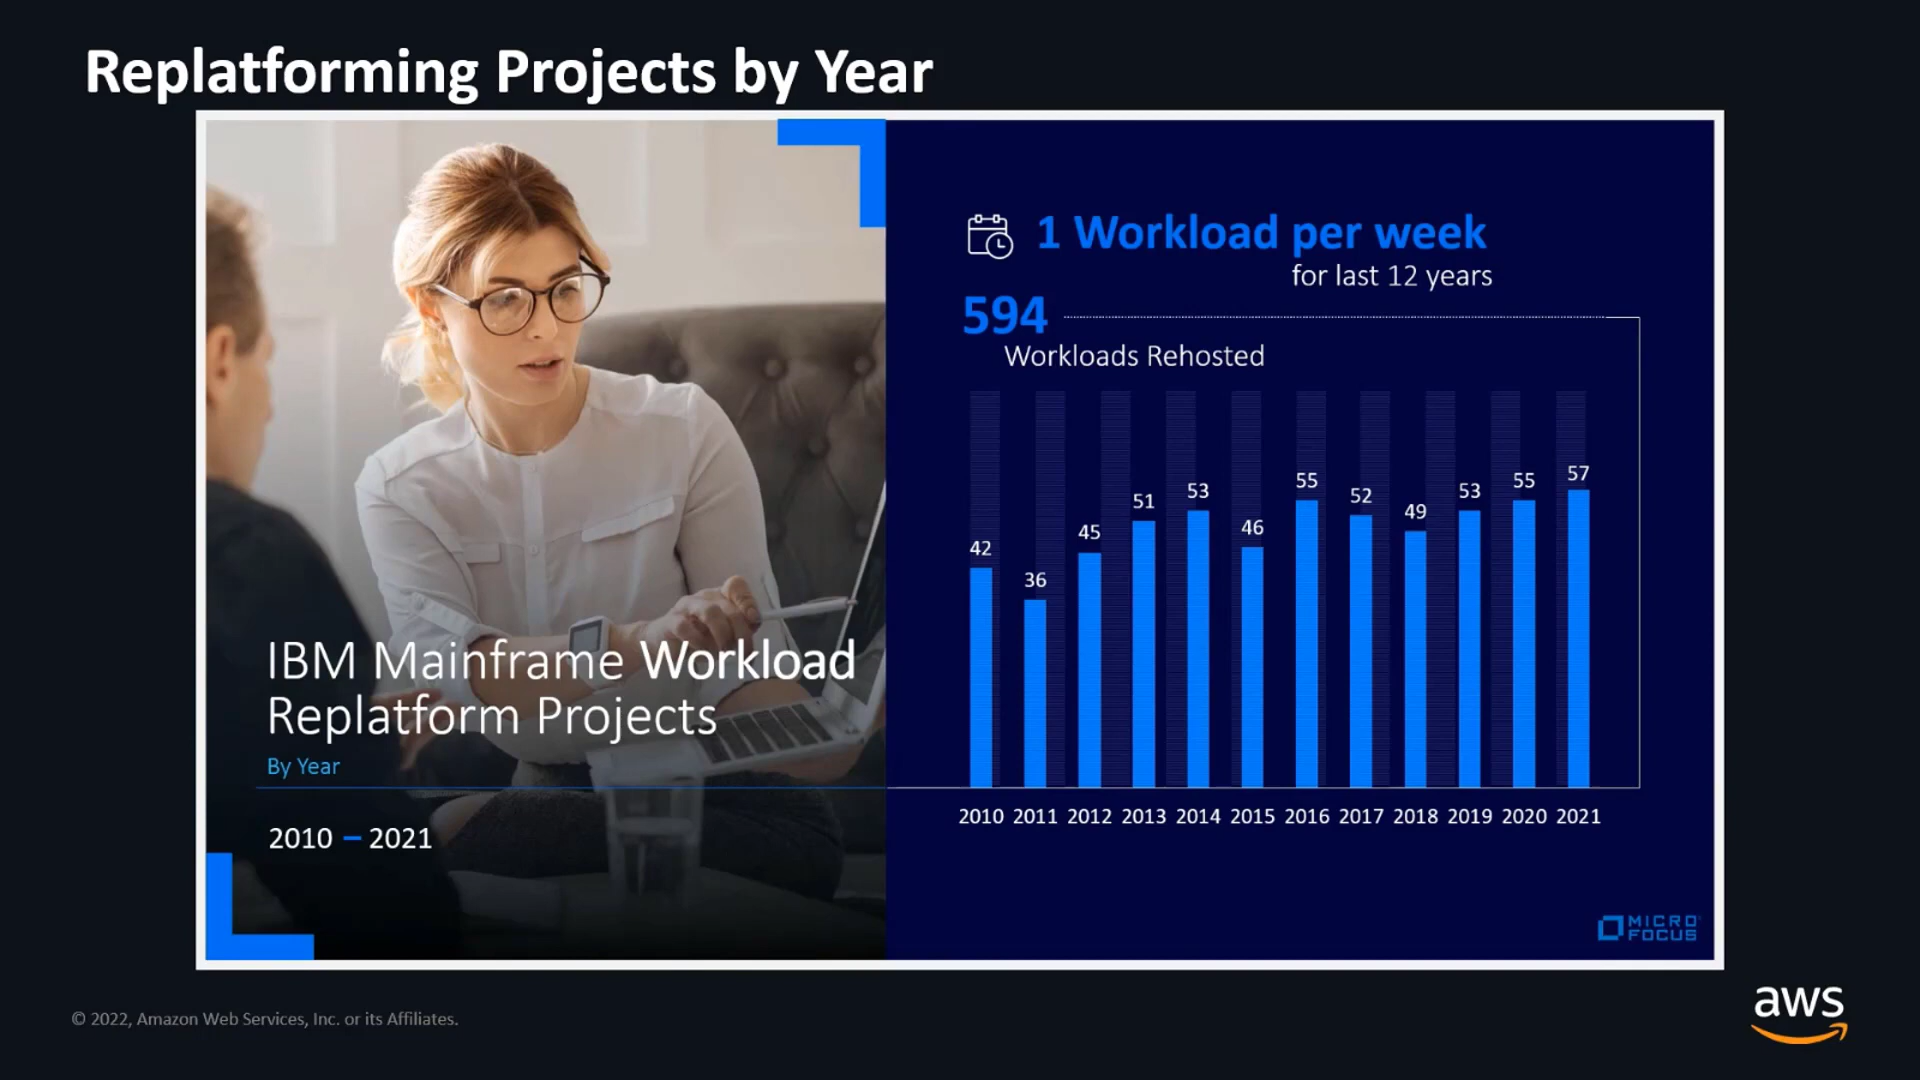 Replatforming Projects by Year
IBM Mainframe Workload
Replatform Projects
By Year
2010 – 2021
1 Workload per week
for last 12 years
594
Workloads Rehosted
42 36 45 51 53 46 55 52 49 53 55 57
2010 2011 2012 2013 2014 2015 2016 2017 2018 2019 2020 2021
MICRO
FOCUS
© 2022, Amazon Web Services, Inc. or its Affiliates.
aws